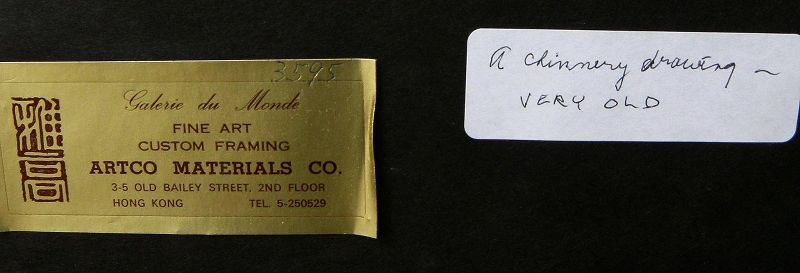 3595
Galerie du Monde
FINE ART
CUSTOM FRAMING
ARTCO MATERIALS CO.
3-5 OLD BAILEY STREET, 2ND FLOOR
HONG KONG TEL. 5-250529
A chinnery drawing ~
VERY OLD